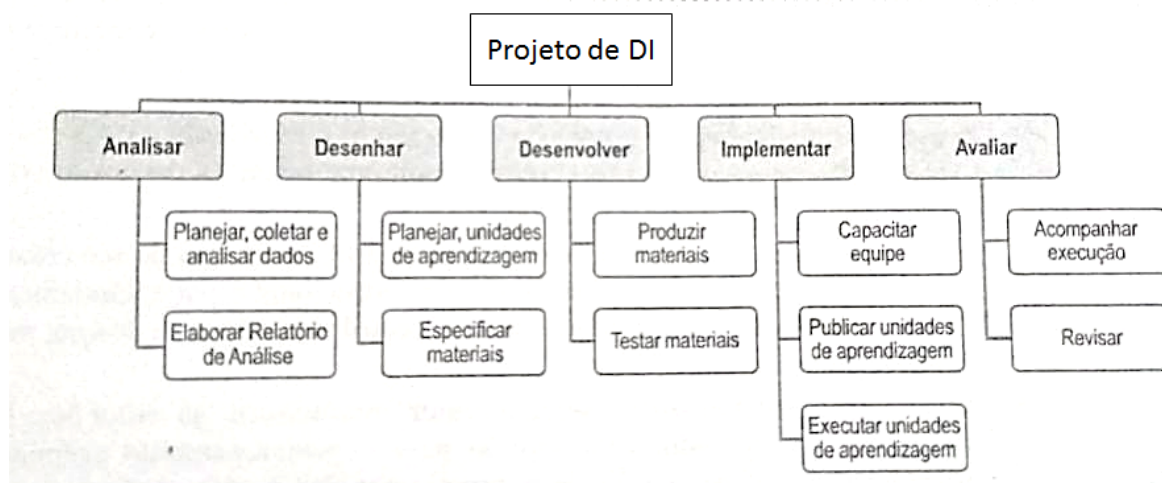 Projeto de DI
Analisar
Desenhar
Desenvolver
Implementar
Avaliar
Planejar, coletar e
analisar dados
Elaborar Relatório
de Análise
Planejar, unidades
de aprendizagem
Especificar
materiais
Produzir
materiais
Testar materiais
Capacitar
equipe
Publicar unidades
de aprendizagem
Executar unidades
de aprendizagem
Acompanhar
execução
Revisar